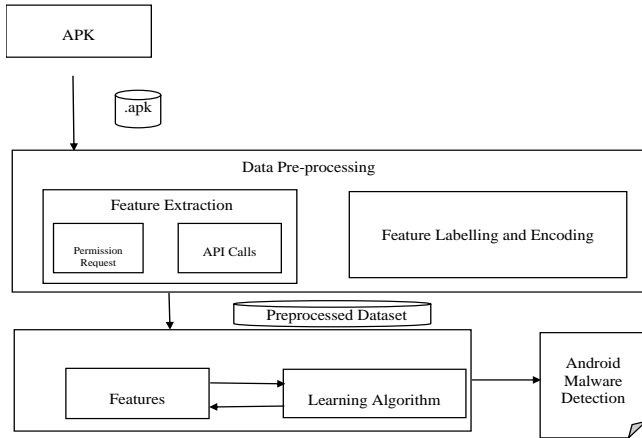 APK
.apk
Data Pre-processing
Feature Extraction
Permission
Request
API Calls
Feature Labelling and Encoding
Preprocessed Dataset
Features
Learning Algorithm
Android
Malware
Detection